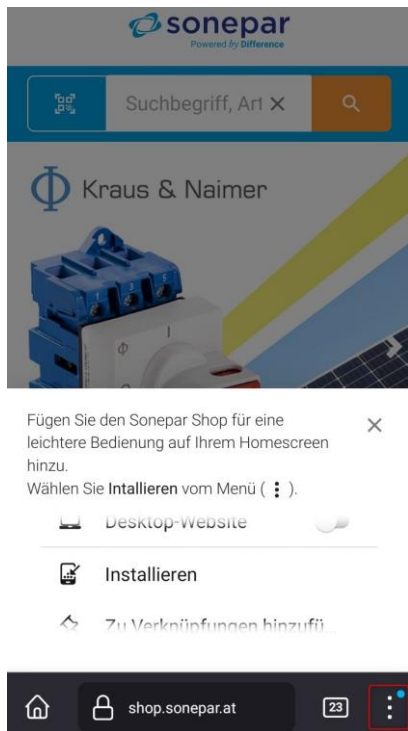 sonepar
Powered by Difference
Suchbegriff, Art
Kraus & Naimer
Fügen Sie den Sonepar Shop für eine
leichtere Bedienung auf Ihrem Homescreen
hinzu.
Wählen Sie Intallieren vom Menü ( ⋮ ).
Desktop-Website
Installieren
Zu Verknüpfungen hinzufü...
shop.sonepar.at
23